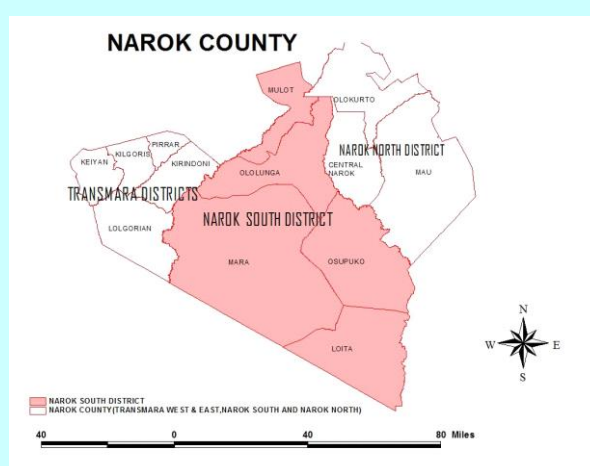 NAROK COUNTY
MULOT
OLOKURTO
PIRRAR
KILGORIS
KEIYAN
KIRINDONI
NAROK NORTH DISTRICT
CENTRAL
NAROK
MAU
OLOLUNGA
TRANSMARA DISTRICTS
NAROK SOUTH DISTRICT
LOLGORIAN
MARA
OSUPUKO
LOITA
N
W
E
S
NAROK SOUTH DISTRICT
NAROK COUNTY(TRANSMARA WEST & EAST,NAROK SOUTH AND NAROK NORTH)
40 0 40 80 Miles